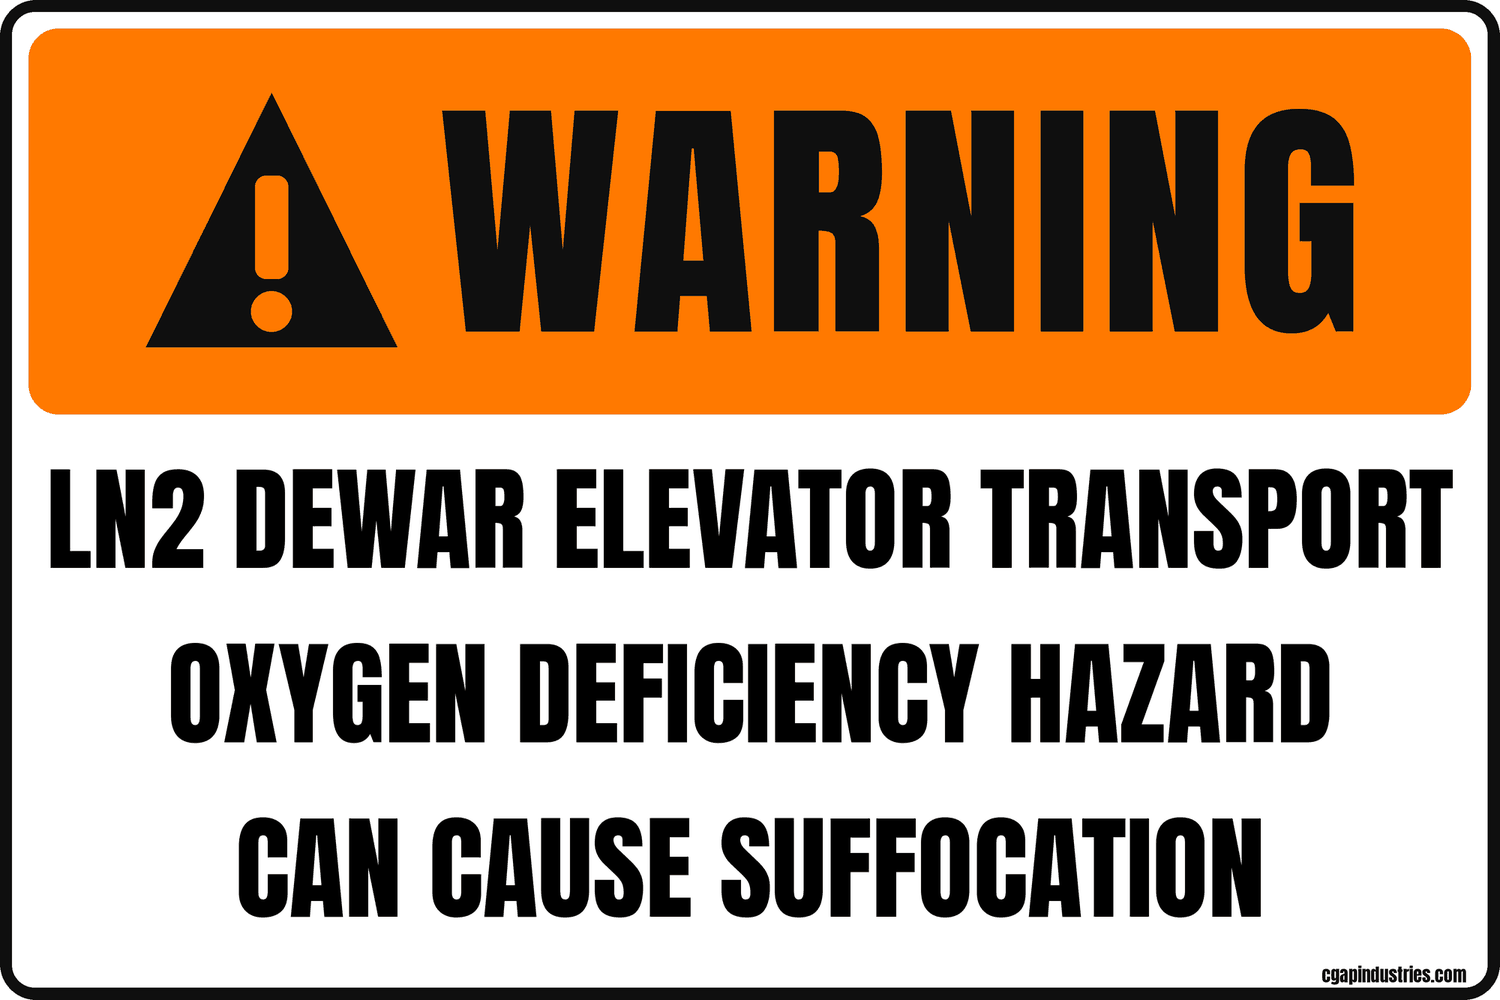 WARNING
LN2 DEWAR ELEVATOR TRANSPORT
OXYGEN DEFICIENCY HAZARD
CAN CAUSE SUFFOCATION
cgapindustries.com